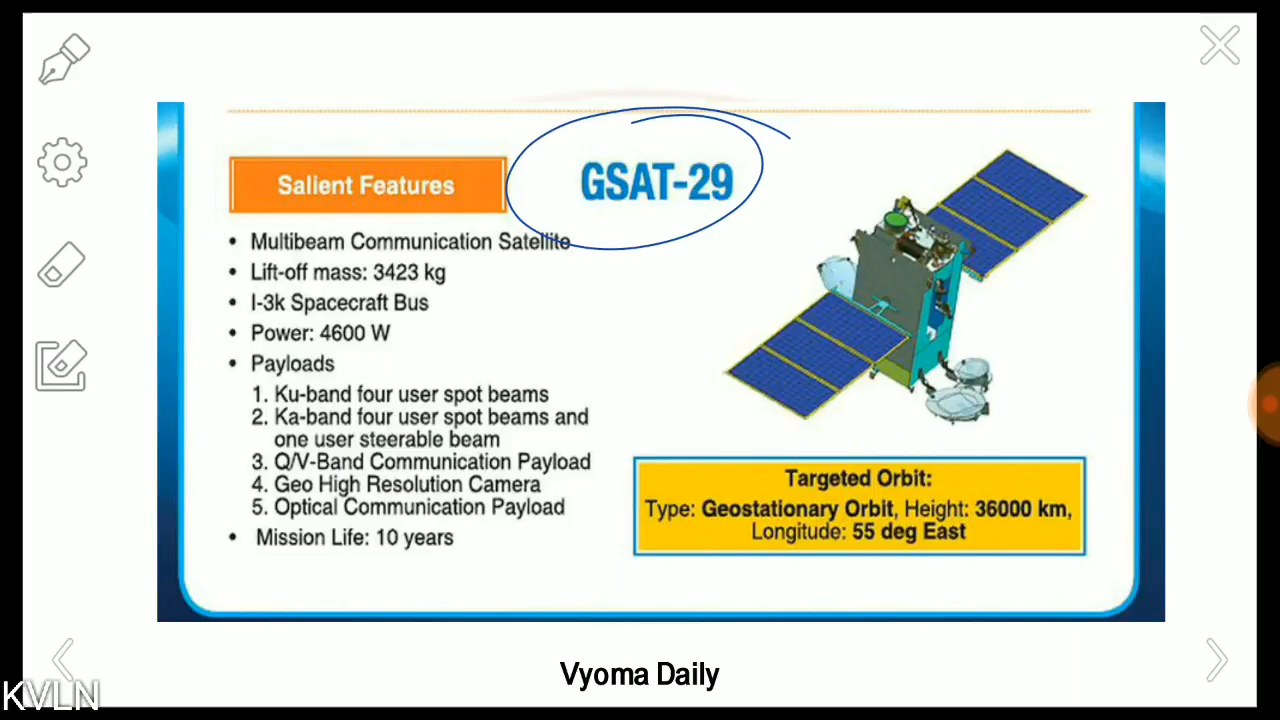 Salient Features
GSAT-29
• Multibeam Communication Satellite
• Lift-off mass: 3423 kg
• I-3k Spacecraft Bus
• Power: 4600 W
• Payloads
1. Ku-band four user spot beams
2. Ka-band four user spot beams and
one user steerable beam
3. Q/V-Band Communication Payload
4. Geo High Resolution Camera
5. Optical Communication Payload
• Mission Life: 10 years
Targeted Orbit:
Type: Geostationary Orbit, Height: 36000 km,
Longitude: 55 deg East
Vyoma Daily
KVLN